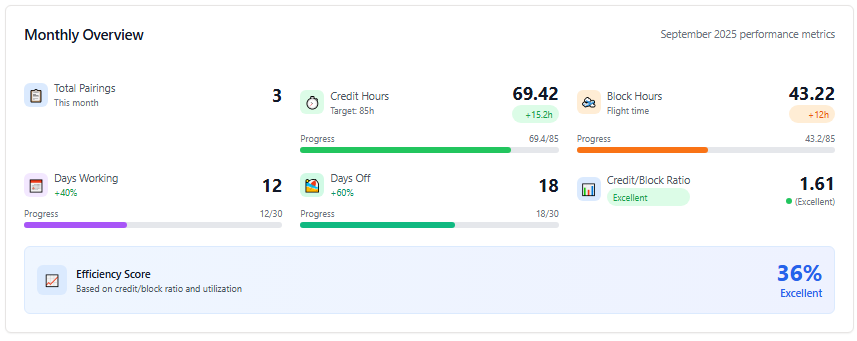 Monthly Overview
September 2025 performance metrics
Total Pairings
This month
3
Credit Hours
Target: 85h
69.42
+15.2h
Progress
69.4/85
Block Hours
Flight time
43.22
+12h
Progress
43.2/85
Days Working
+40%
12
Progress
12/30
Days Off
+60%
18
Progress
18/30
Credit/Block Ratio
Excellent
1.61
(Excellent)
Efficiency Score
Based on credit/block ratio and utilization
36%
Excellent